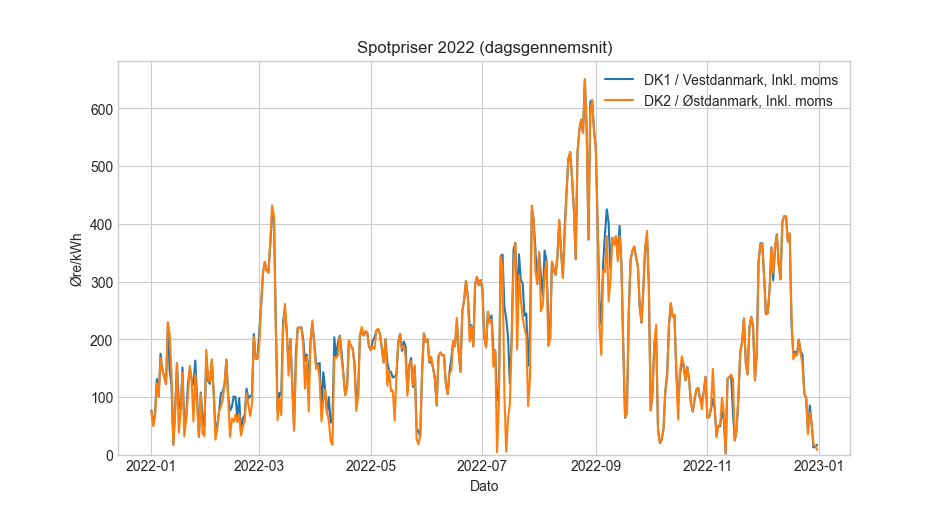 Spotpriser 2022 (dagsgennemsnit)
DK1 / Vestdanmark, Inkl. moms
DK2 / Østdanmark, Inkl. moms
Øre/kWh
600
500
400
300
200
100
0
2022-01
2022-03
2022-05
2022-07
2022-09
2022-11
2023-01
Dato